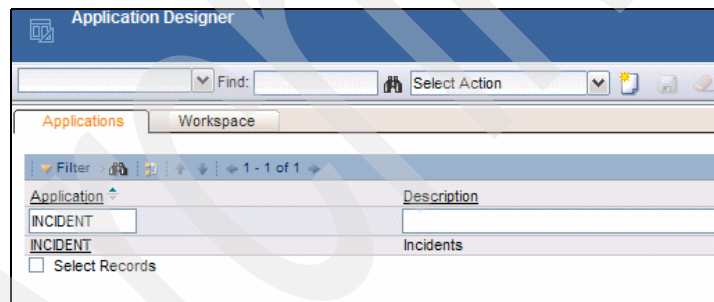 Application Designer
Find: Select Action
Applications Workspace
Filter 1 - 1 of 1
Application Description
INCIDENT
INCIDENT Incidents
Select Records